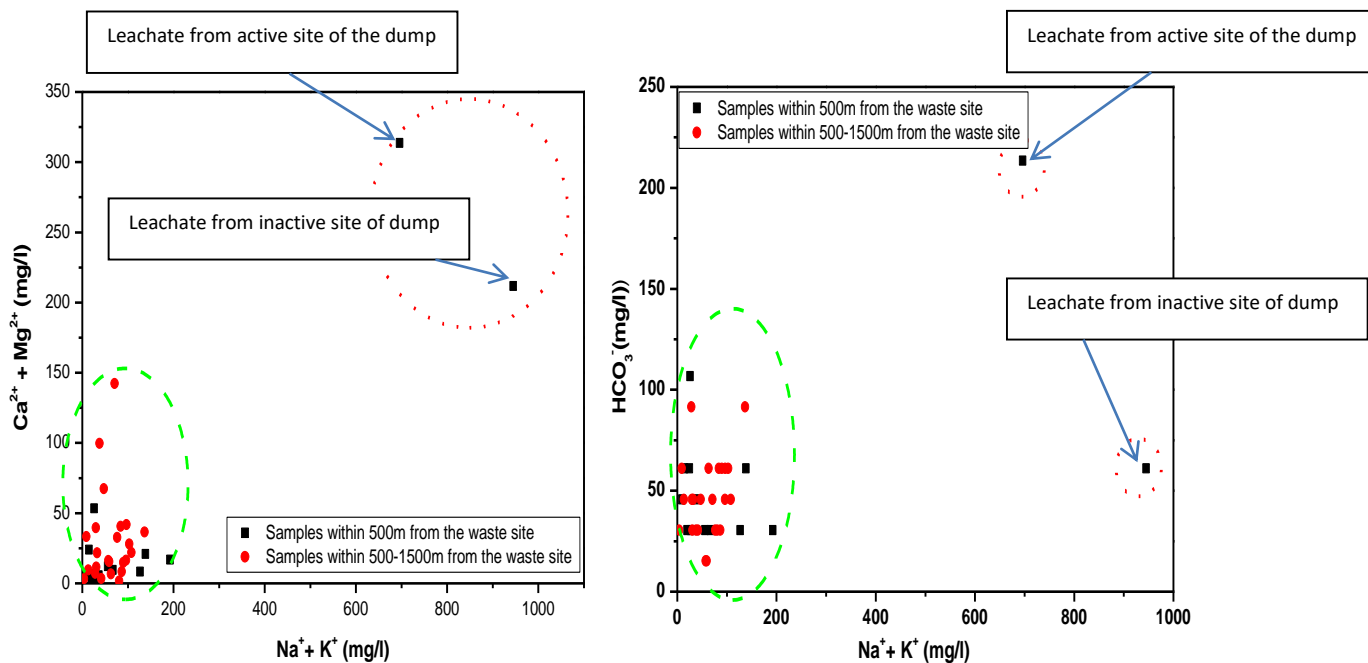 Leachate from active site of the dump
350
300
250
200
150
100
50
0
Ca²⁺ + Mg²⁺ (mg/l)
Leachate from inactive site of dump
Samples within 500m from the waste site
Samples within 500-1500m from the waste site
0 200 400 600 800 1000
Na⁺+ K⁺ (mg/l)
Leachate from active site of the dump
250
200
150
100
50
0
HCO₃⁻(mg/l))
Samples within 500m from the waste site
Samples within 500-1500m from the waste site
Leachate from inactive site of dump
0 200 400 600 800 1000
Na⁺+ K⁺ (mg/l)